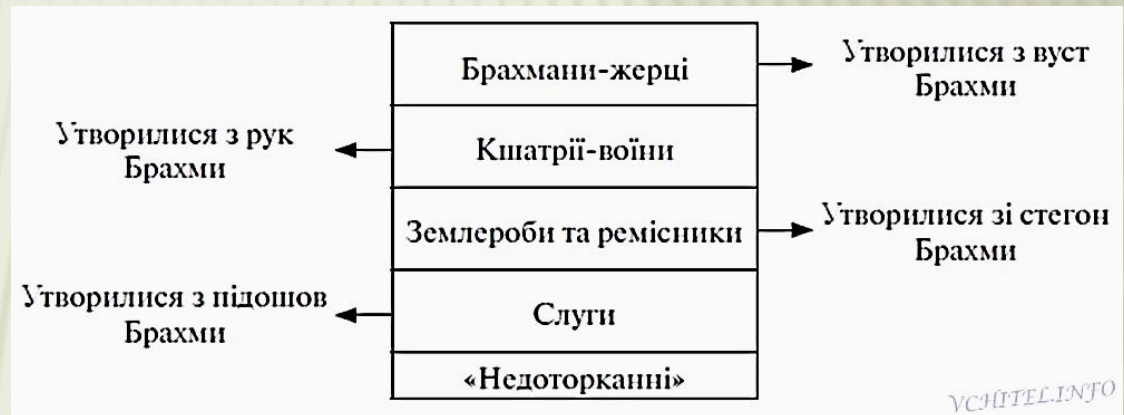 Брахмани-жерці
Утворилися з вуст
Брахми
Утворилися з рук
Брахми
Кшатрії-воїни
Землероби та ремісники
Утворилися зі стегон
Брахми
Утворилися з підошов
Брахми
Слуги
«Недоторканні»
VCHITEL.INFO